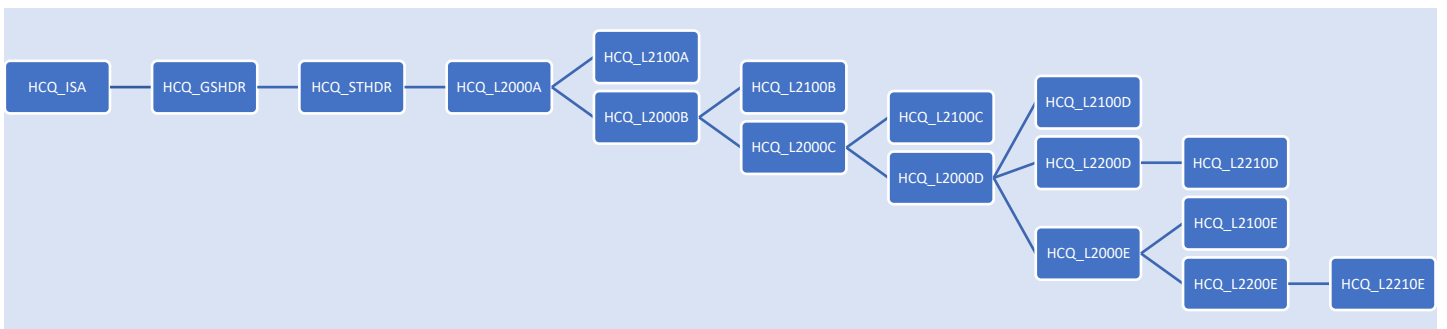 HCQ_ISA
HCQ_GSHDR
HCQ_STHDR
HCQ_L2000A
HCQ_L2100A
HCQ_L2000B
HCQ_L2100B
HCQ_L2000C
HCQ_L2100C
HCQ_L2000D
HCQ_L2100D
HCQ_L2200D
HCQ_L2210D
HCQ_L2000E
HCQ_L2100E
HCQ_L2200E
HCQ_L2210E